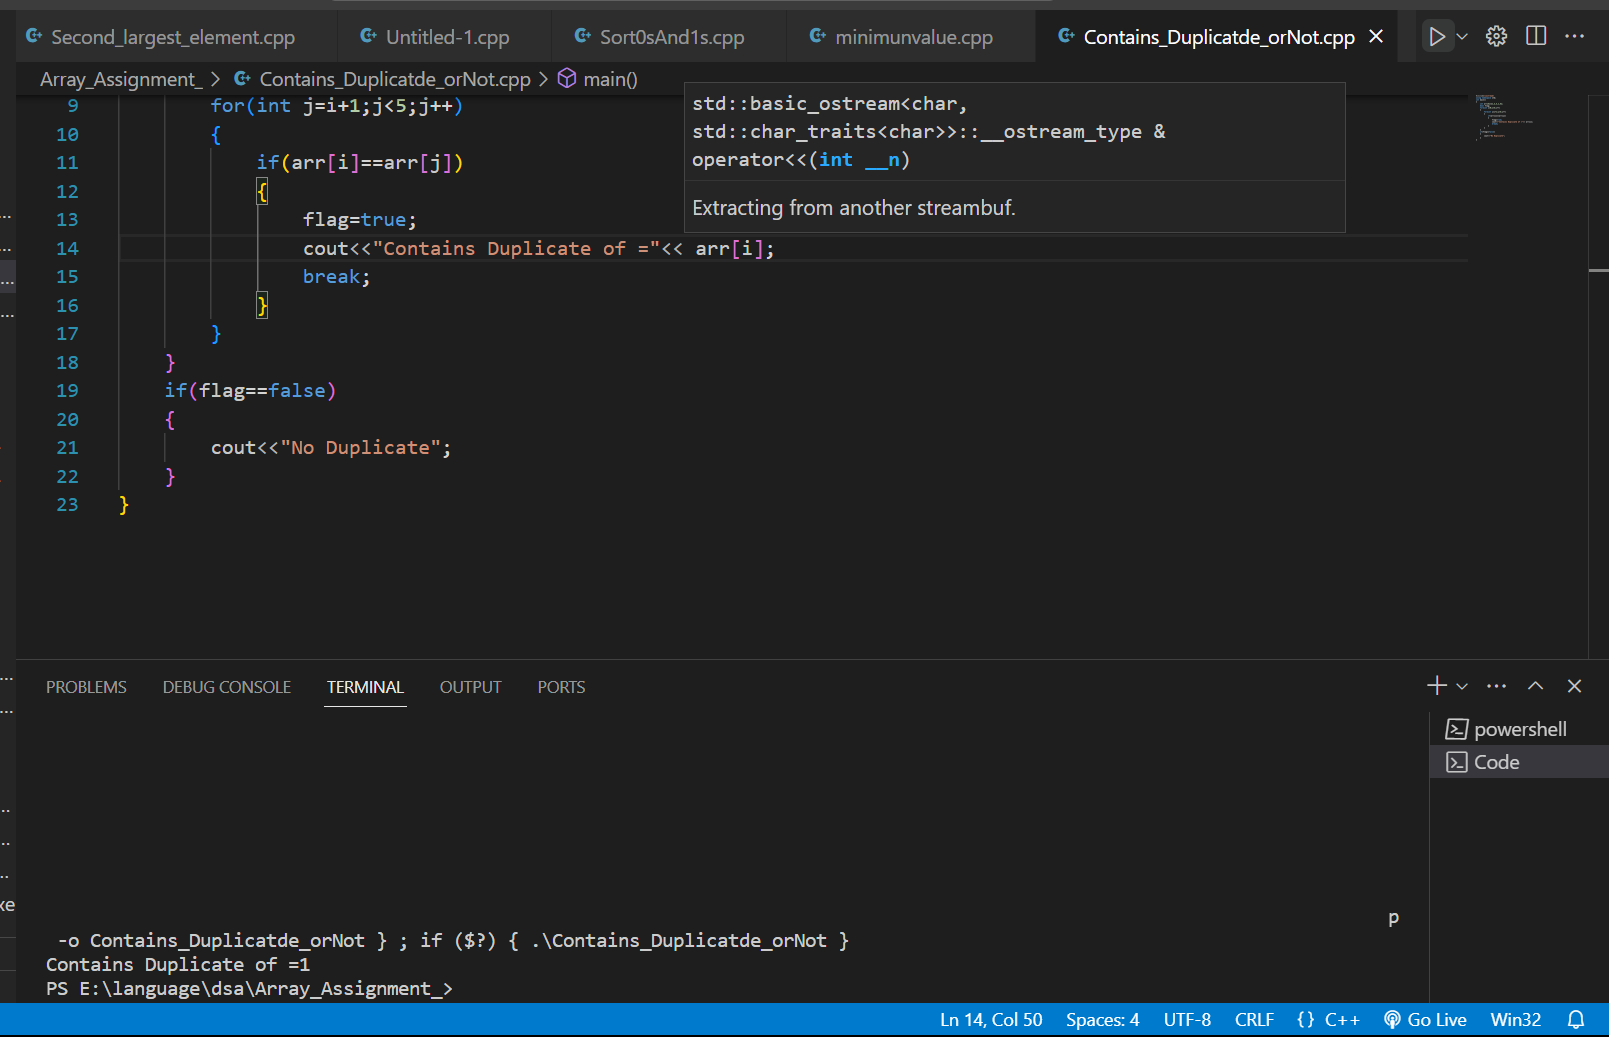 Second_largest_element.cpp Untitled-1.cpp Sort0sAnd1s.cpp minimunvalue.cpp Contains_Duplicatde_orNot.cpp
Array_Assignment_ > Contains_Duplicatde_orNot.cpp > main()
9 for(int j=i+1;j<5;j++)
10 {
11 if(arr[i]==arr[j])
12 {
13 flag=true;
14 cout<<"Contains Duplicate of ="<< arr[i];
15 break;
16 }
17 }
18 }
19 if(flag==false)
20 {
21 cout<<"No Duplicate";
22 }
23 }
std::basic_ostream<char,
std::char_traits<char>>::__ostream_type &
operator<<(int __n)
Extracting from another streambuf.
PROBLEMS DEBUG CONSOLE TERMINAL OUTPUT PORTS
powershell
Code
xe
p
-o Contains_Duplicatde_orNot } ; if ($?) { .\Contains_Duplicatde_orNot }
Contains Duplicate of =1
PS E:\language\dsa\Array_Assignment_>
Ln 14, Col 50 Spaces: 4 UTF-8 CRLF {} C++ Go Live Win32